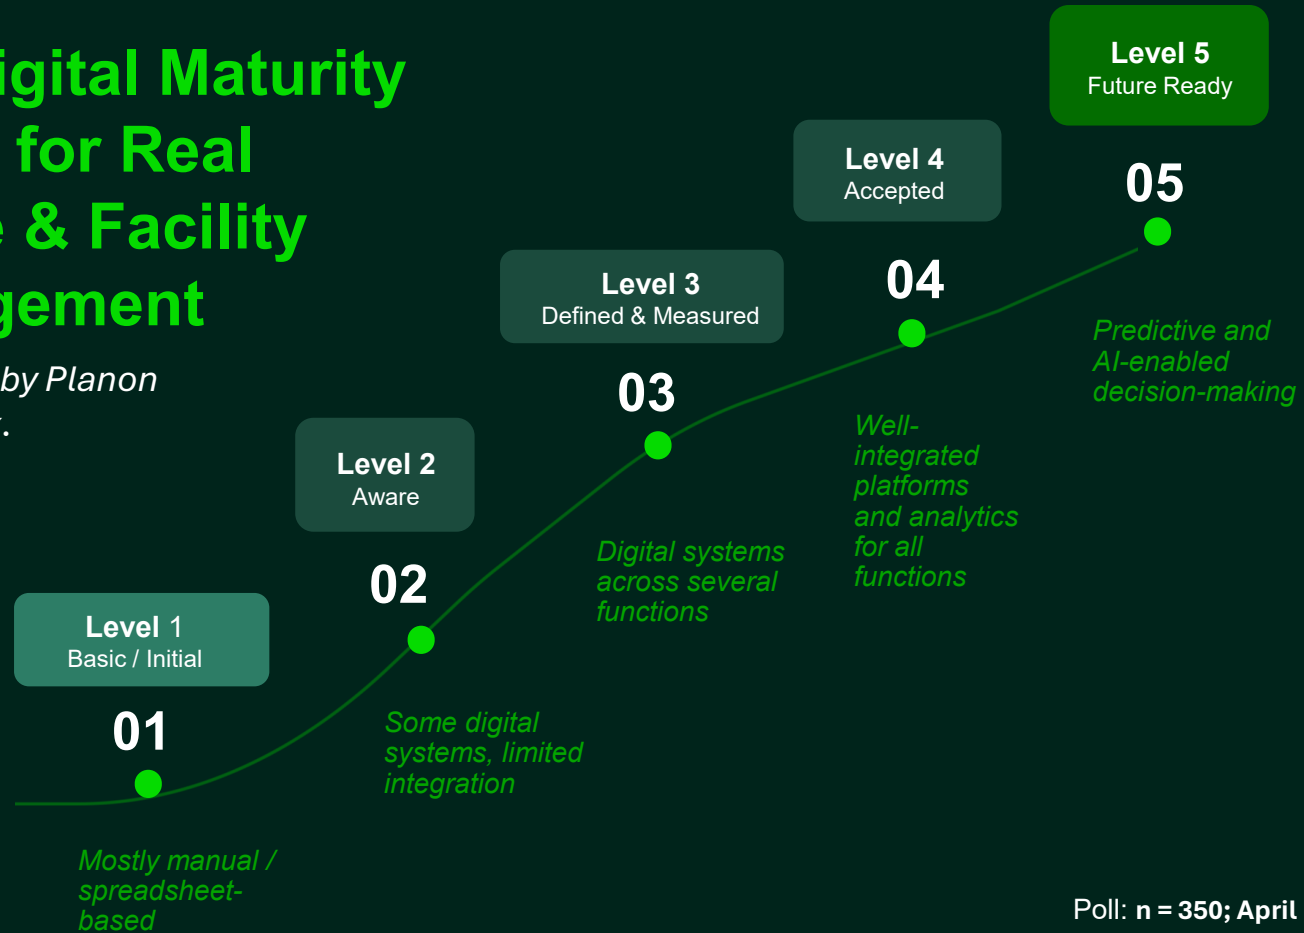 igital Maturity
for Real
e & Facility
gement
by Planon
.
Level 5
Future Ready
05
Predictive and
AI-enabled
decision-making
Level 4
Accepted
04
Well-
integrated
platforms
and analytics
for all
functions
Level 3
Defined & Measured
03
Digital systems
across several
functions
Level 2
Aware
02
Some digital
systems, limited
integration
Level 1
Basic / Initial
01
Mostly manual /
spreadsheet-
based
Poll: n = 350; April